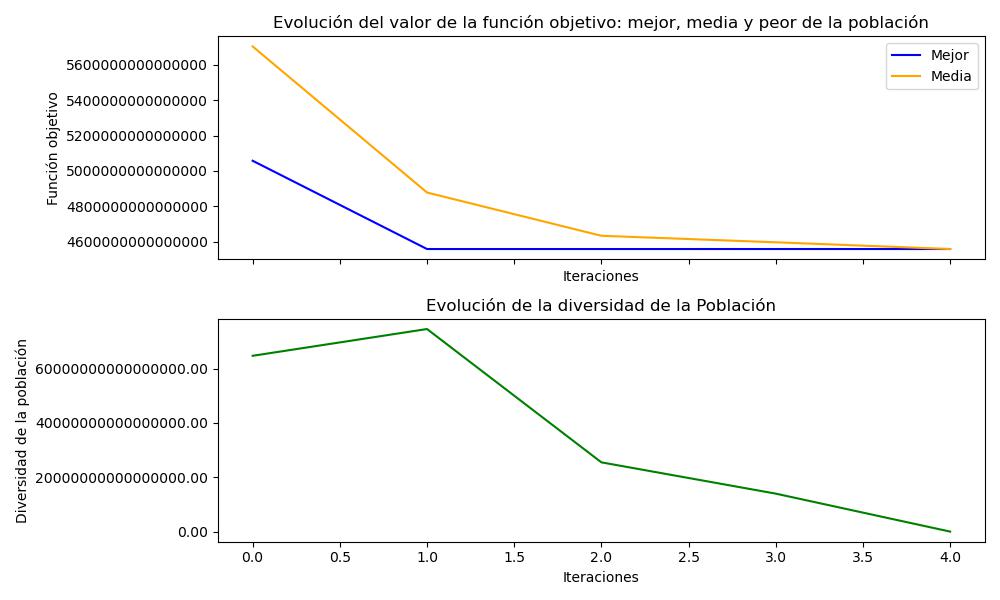 Evolución del valor de la función objetivo: mejor, media y peor de la población
Función objetivo
5600000000000000
5400000000000000
5200000000000000
5000000000000000
4800000000000000
4600000000000000
Mejor
Media
Iteraciones
Evolución de la diversidad de la Población
Diversidad de la población
60000000000000000.00
40000000000000000.00
20000000000000000.00
0.00
0.0 0.5 1.0 1.5 2.0 2.5 3.0 3.5 4.0
Iteraciones